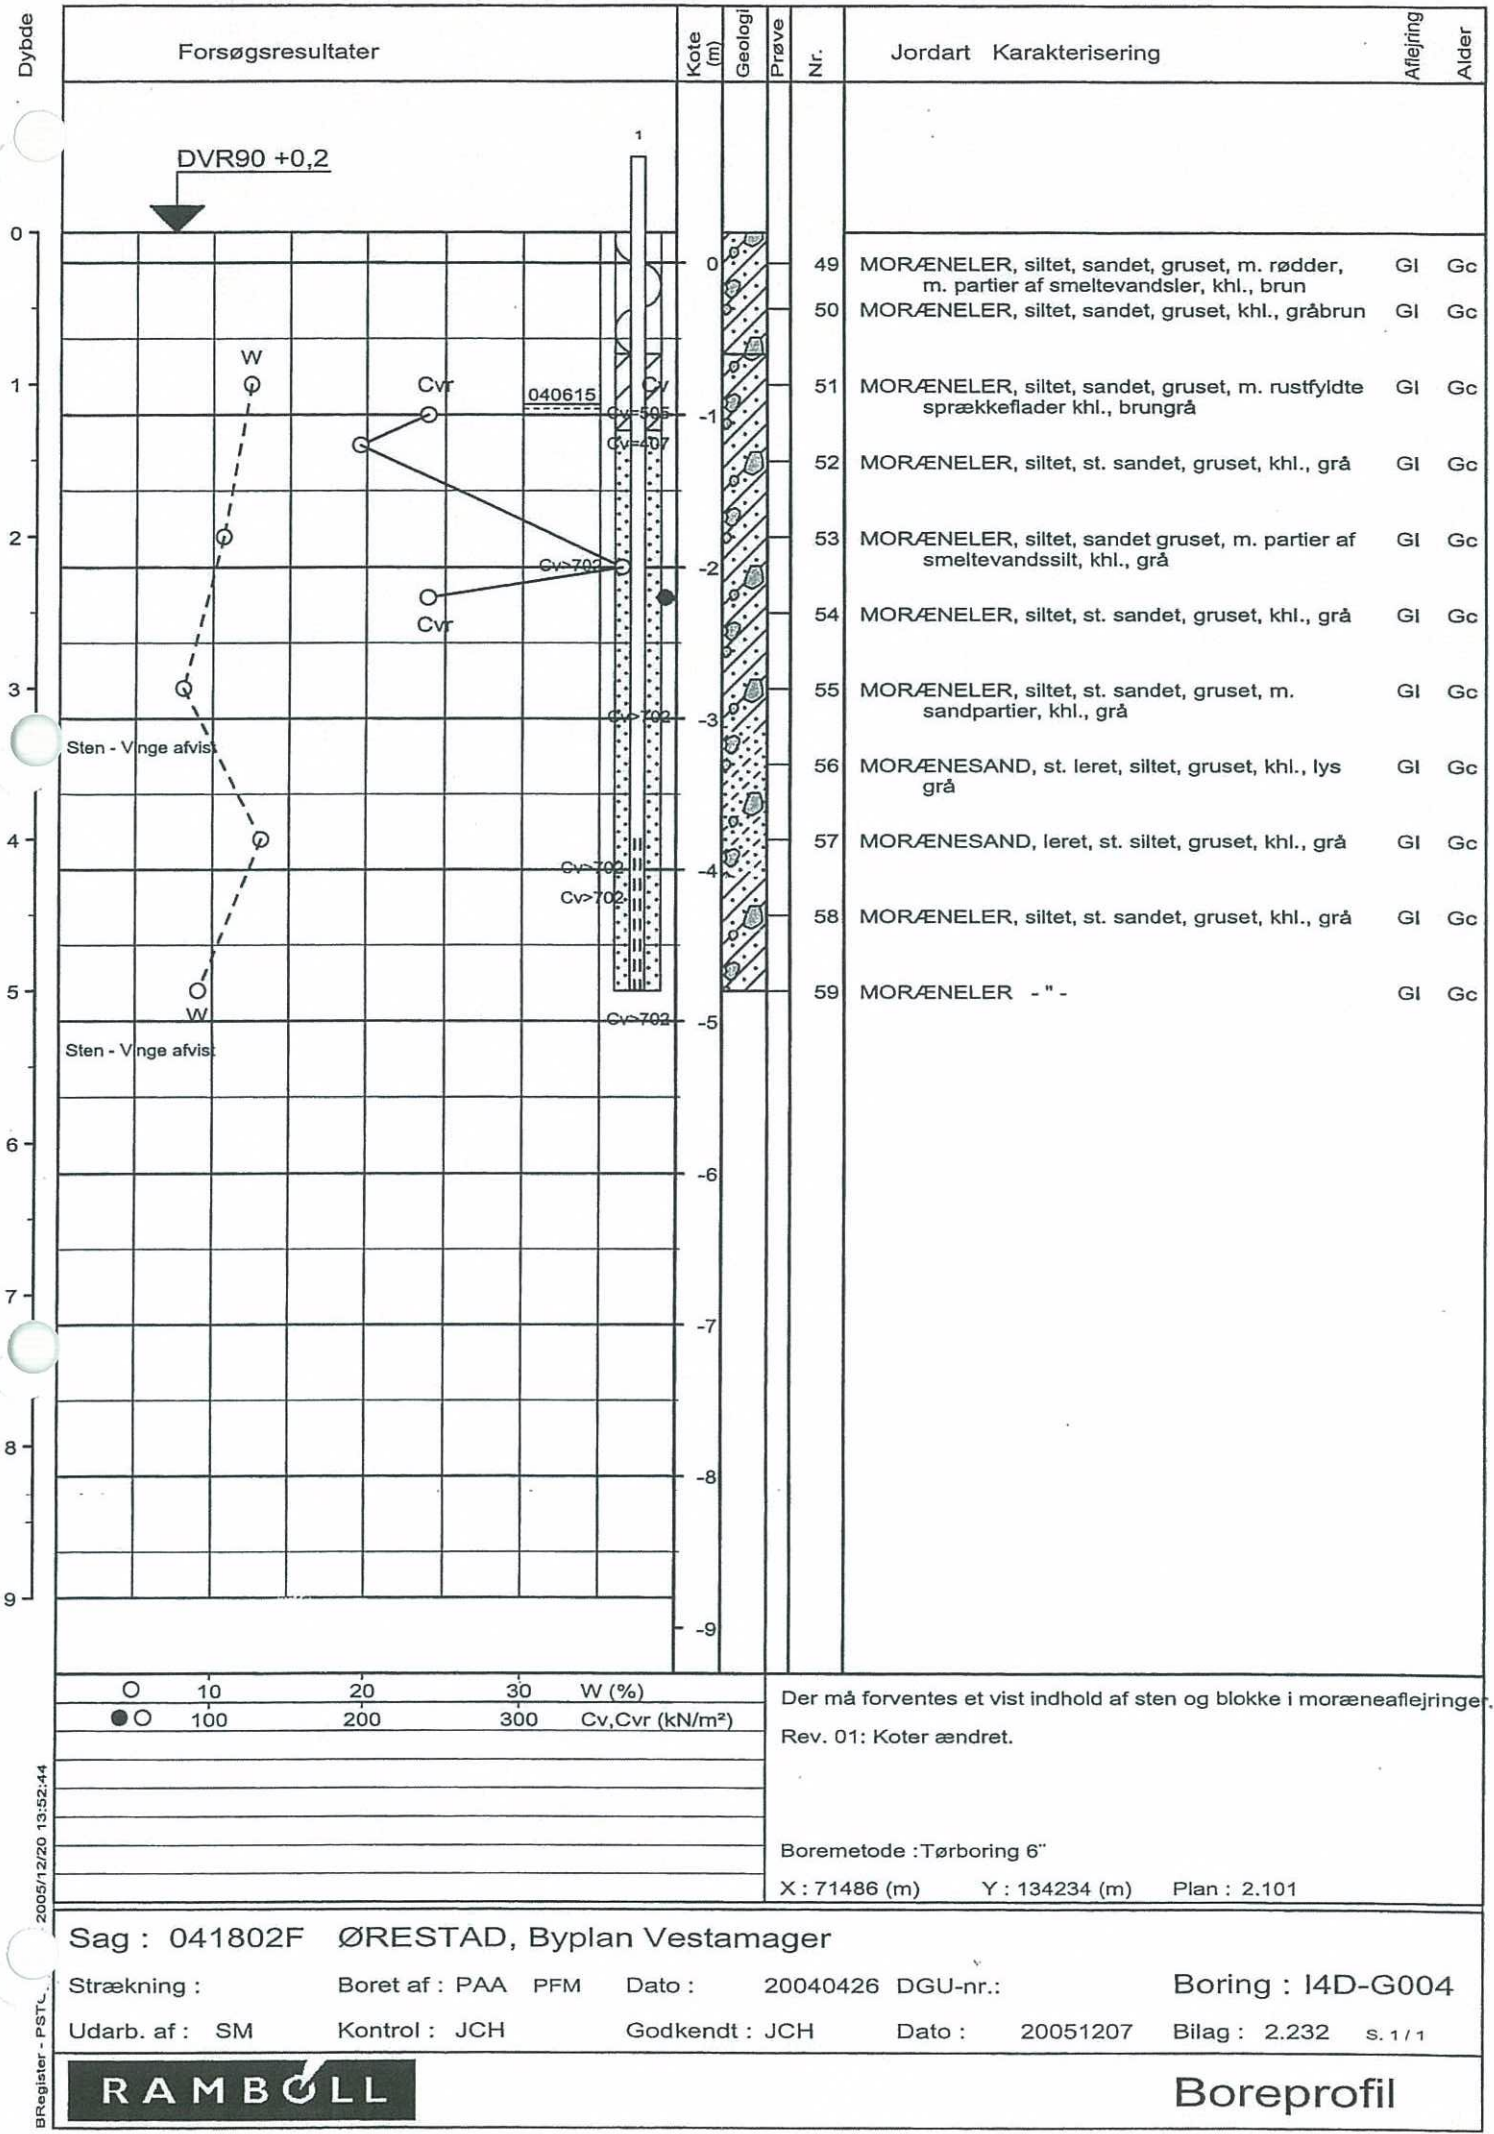 Dybde
Forsøgsresultater
Kote (m)
Geologi
Prøve
Nr.
Jordart Karakterisering
Aflejring
Alder
DVR90 +0,2
1
0
0
49 MORÆNELER, siltet, sandet, gruset, m. rødder, Gl Gc
m. partier af smeltevandsler, khl., brun
50 MORÆNELER, siltet, sandet, gruset, khl., gråbrun Gl Gc
W
1
Cvr
040615
Cv
51 MORÆNELER, siltet, sandet, gruset, m. rustfyldte Gl Gc
sprækkeflader khl., brungrå
Cv=505
-1
Cv=407
52 MORÆNELER, siltet, st. sandet, gruset, khl., grå Gl Gc
2
53 MORÆNELER, siltet, sandet gruset, m. partier af Gl Gc
smeltevandssilt, khl., grå
Cv>702
-2
Cvr
54 MORÆNELER, siltet, st. sandet, gruset, khl., grå Gl Gc
3
55 MORÆNELER, siltet, st. sandet, gruset, m. Gl Gc
sandpartier, khl., grå
Cv>702
-3
Sten - Vinge afvist
56 MORÆNESAND, st. leret, siltet, gruset, khl., lys Gl Gc
grå
4
57 MORÆNESAND, leret, st. siltet, gruset, khl., grå Gl Gc
Cv>702
-4
Cv>702
58 MORÆNELER, siltet, st. sandet, gruset, khl., grå Gl Gc
5
W
59 MORÆNELER - " - Gl Gc
Cv>702
-5
Sten - Vinge afvist
6
-6
7
-7
8
-8
9
-9
10 20 30 W (%)
100 200 300 Cv,Cvr (kN/m²)
Der må forventes et vist indhold af sten og blokke i moræneaflejringer.
Rev. 01: Koter ændret.
Boremetode : Tørboring 6"
X : 71486 (m) Y : 134234 (m) Plan : 2.101
Sag : 041802F ØRESTAD, Byplan Vestamager
Strækning : Boret af : PAA PFM Dato : 20040426 DGU-nr.: Boring : I4D-G004
Udarb. af : SM Kontrol : JCH Godkendt : JCH Dato : 20051207 Bilag : 2.232 S. 1 / 1
RAMBØLL
Boreprofil
BRegister - 2005/12/20 13:52:44